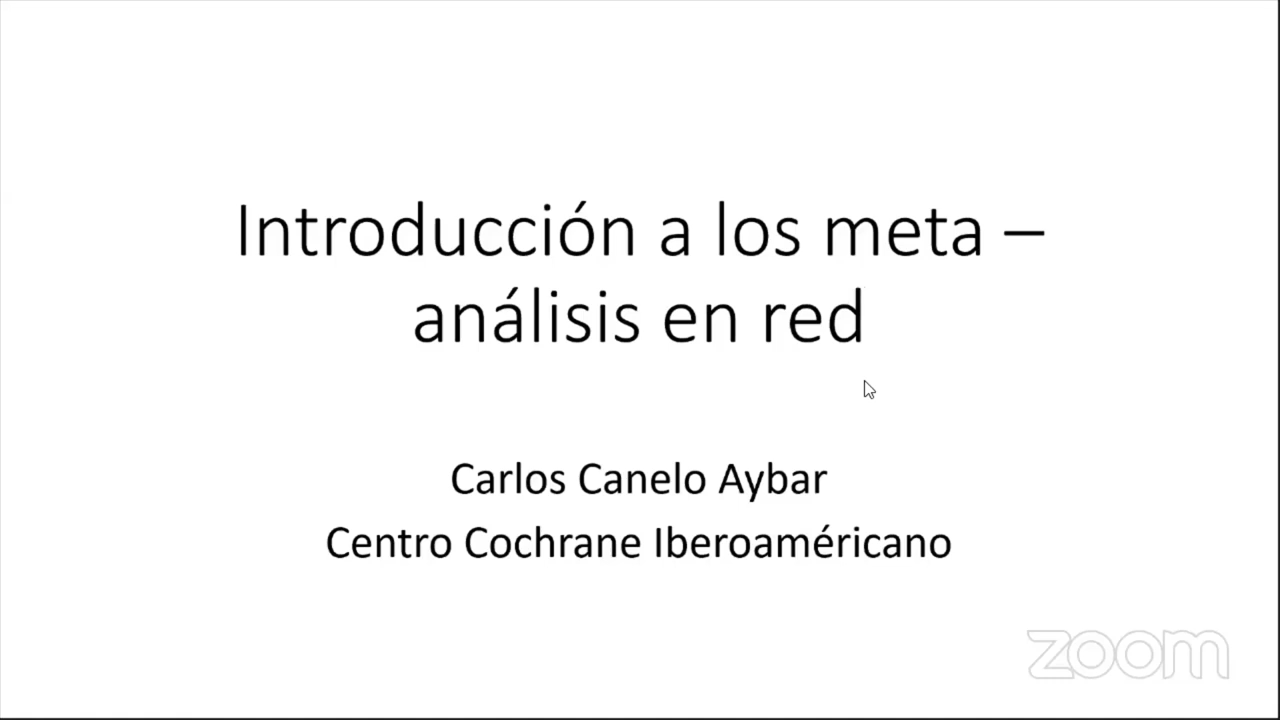 Introducción a los meta –
análisis en red
Carlos Canelo Aybar
Centro Cochrane Iberoaméricano
zoom